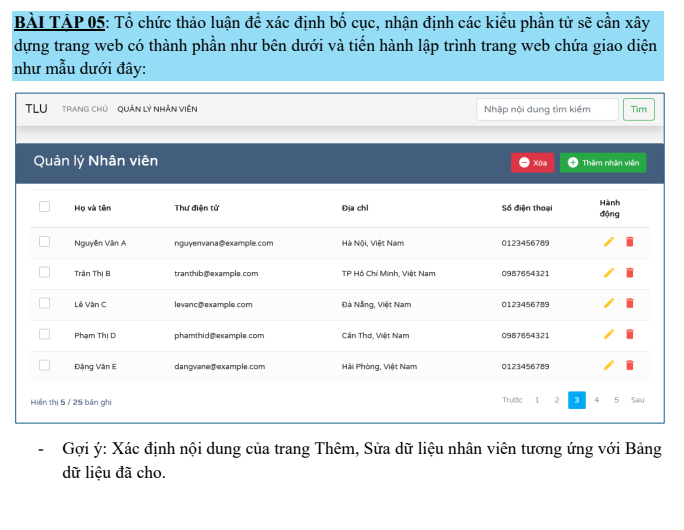 BÀI TẬP 05: Tổ chức thảo luận để xác định bố cục, nhận định các kiểu phần tử sẽ cần xây
dựng trang web có thành phần như bên dưới và tiến hành lập trình trang web chứa giao diện
như mẫu dưới đây:
TLU TRANG CHỦ QUẢN LÝ NHÂN VIÊN Nhập nội dung tìm kiếm Tìm
Quản lý Nhân viên Xóa Thêm nhân viên
Họ và tên Thư điện tử Địa chỉ Số điện thoại Hành
động
Nguyễn Văn A nguyenvana@example.com Hà Nội, Việt Nam 0123456789
Trần Thị B tranthib@example.com TP Hồ Chí Minh, Việt Nam 0987654321
Lê Văn C levanc@example.com Đà Nẵng, Việt Nam 0123456789
Phạm Thị D phamthid@example.com Cần Thơ, Việt Nam 0987654321
Đặng Văn E dangvane@example.com Hải Phòng, Việt Nam 0123456789
Hiển thị 5 / 25 bản ghi Trước 1 2 3 4 5 Sau
- Gợi ý: Xác định nội dung của trang Thêm, Sửa dữ liệu nhân viên tương ứng với Bảng
dữ liệu đã cho.